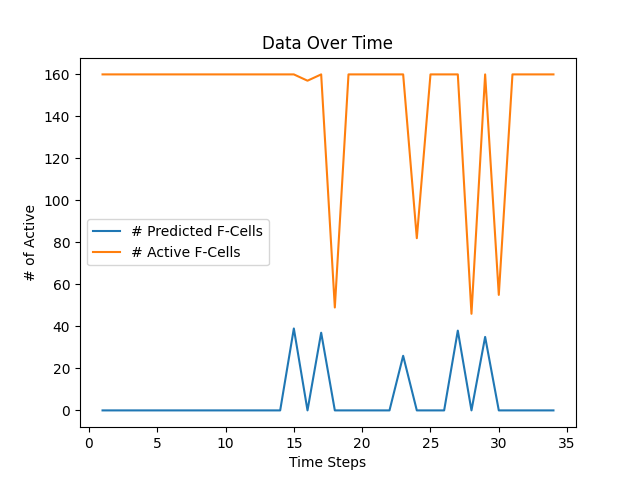 Data Over Time
160
140
120
100
80
60
40
20
0
# of Active
# Predicted F-Cells
# Active F-Cells
0 5 10 15 20 25 30 35
Time Steps